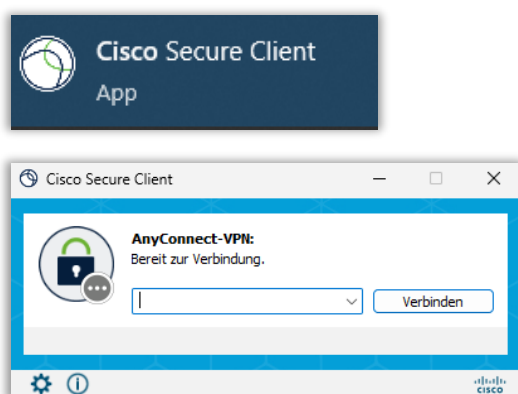 Cisco Secure Client
App
Cisco Secure Client
AnyConnect-VPN:
Bereit zur Verbindung.
Verbinden
cisco